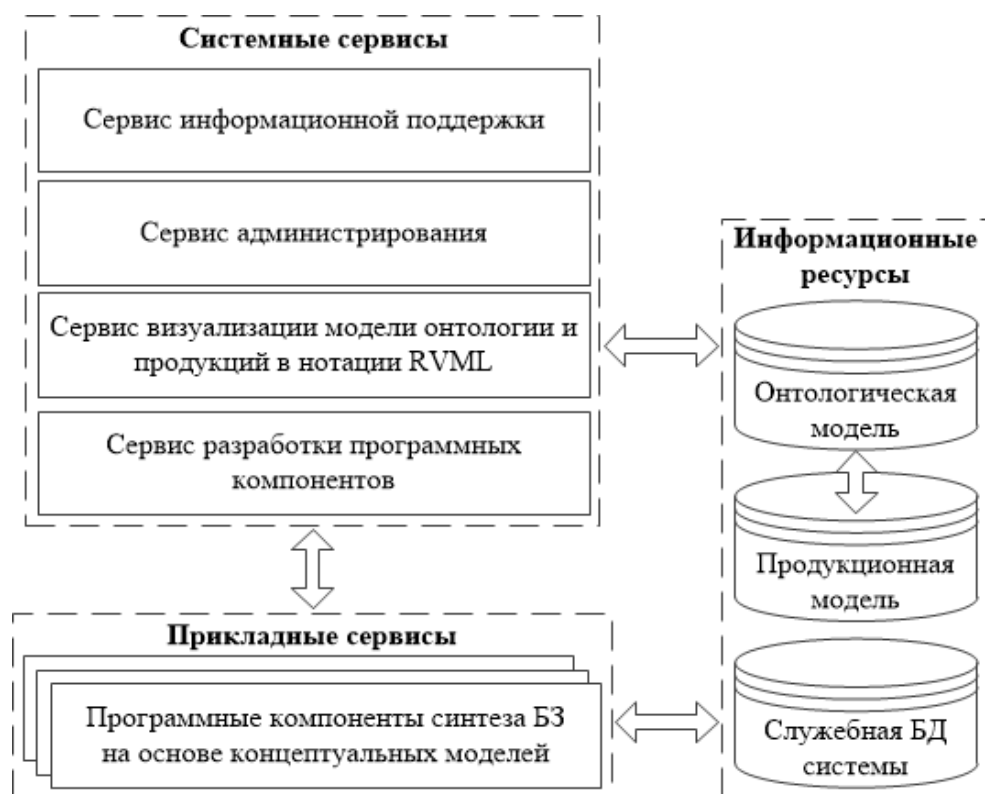 Системные сервисы
Сервис информационной поддержки
Сервис администрирования
Сервис визуализации модели онтологии и
продукций в нотации RVML
Сервис разработки программных
компонентов
Прикладные сервисы
Программные компоненты синтеза БЗ
на основе концептуальных моделей
Информационные
ресурсы
Онтологическая
модель
Продукционная
модель
Служебная БД
системы